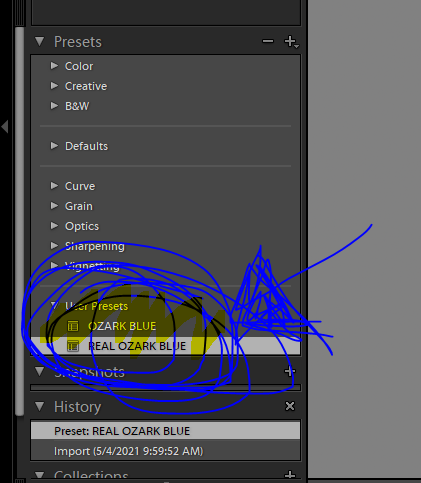 Presets
Color
Creative
B&W
Defaults
Curve
Grain
Optics
Sharpening
Vignetting
User Presets
OZARK BLUE
REAL OZARK BLUE
Snapshots
History
Preset: REAL OZARK BLUE
Import (5/4/2021 9:59:52 AM)
Collections